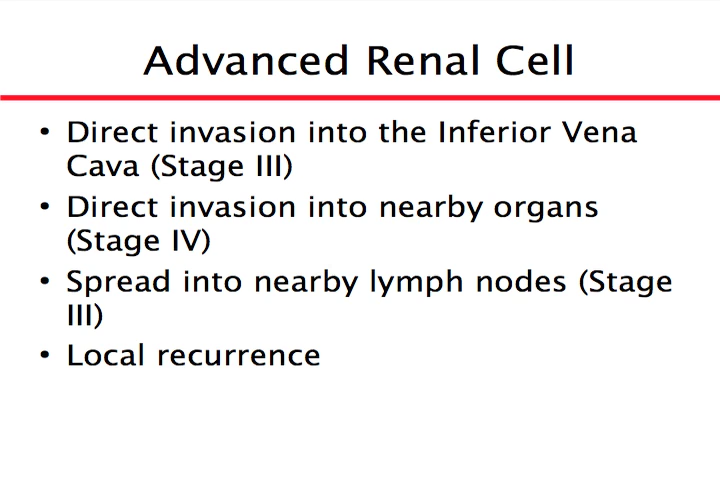 Advanced Renal Cell
• Direct invasion into the Inferior Vena
Cava (Stage III)
• Direct invasion into nearby organs
(Stage IV)
• Spread into nearby lymph nodes (Stage
III)
• Local recurrence